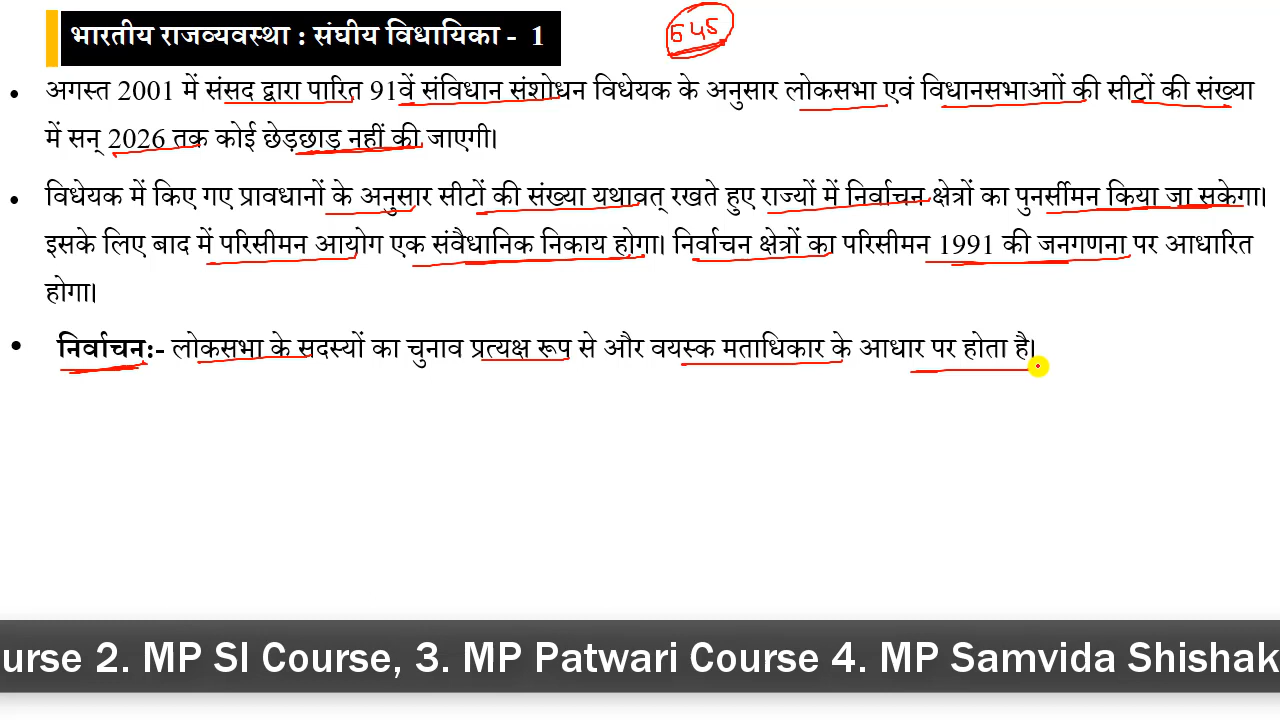 भारतीय राजव्यवस्था : संघीय विधायिका - 1
545
• अगस्त 2001 में संसद द्वारा पारित 91वें संविधान संशोधन विधेयक के अनुसार लोकसभा एवं विधानसभाओं की सीटों की संख्या
में सन् 2026 तक कोई छेड़छाड़ नहीं की जाएगी।
• विधेयक में किए गए प्रावधानों के अनुसार सीटों की संख्या यथावत् रखते हुए राज्यों में निर्वाचन क्षेत्रों का पुनर्सीमन किया जा सकेगा।
इसके लिए बाद में परिसीमन आयोग एक संवैधानिक निकाय होगा। निर्वाचन क्षेत्रों का परिसीमन 1991 की जनगणना पर आधारित
होगा।
• निर्वाचन:- लोकसभा के सदस्यों का चुनाव प्रत्यक्ष रूप से और वयस्क मताधिकार के आधार पर होता है।
urse 2. MP SI Course, 3. MP Patwari Course 4. MP Samvida Shishak